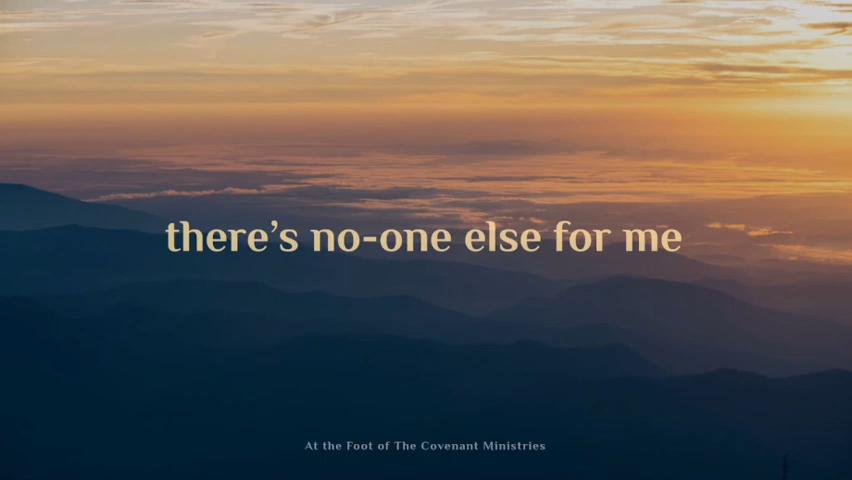 there’s no-one else for me
At the Foot of The Covenant Ministries